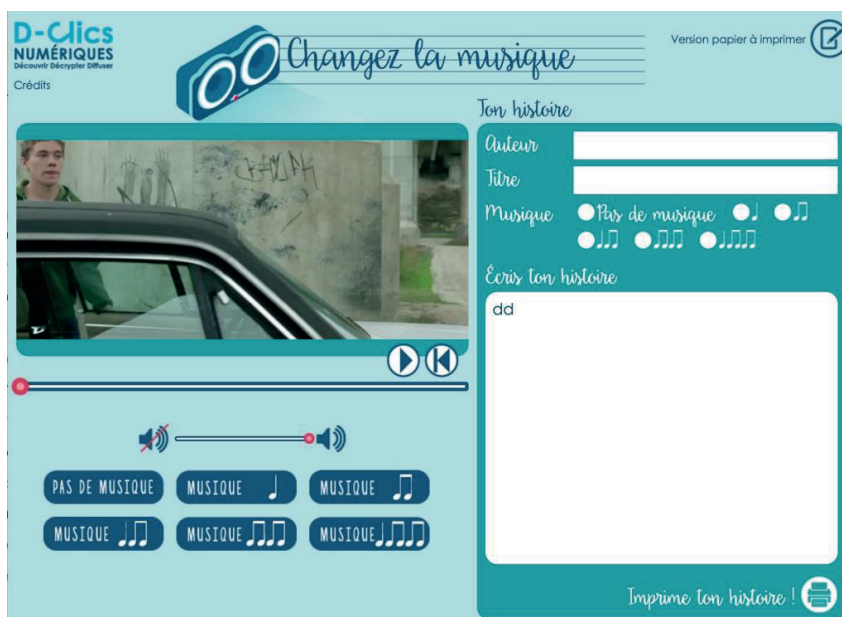 D-Clics
NUMÉRIQUES
Découvrir Décrypter Diffuser
Crédits
Changez la musique
Version papier à imprimer
Ton histoire
Auteur
Titre
Musique Pas de musique
Écris ton histoire
dd
PAS DE MUSIQUE MUSIQUE MUSIQUE
MUSIQUE MUSIQUE MUSIQUE
Imprime ton histoire !